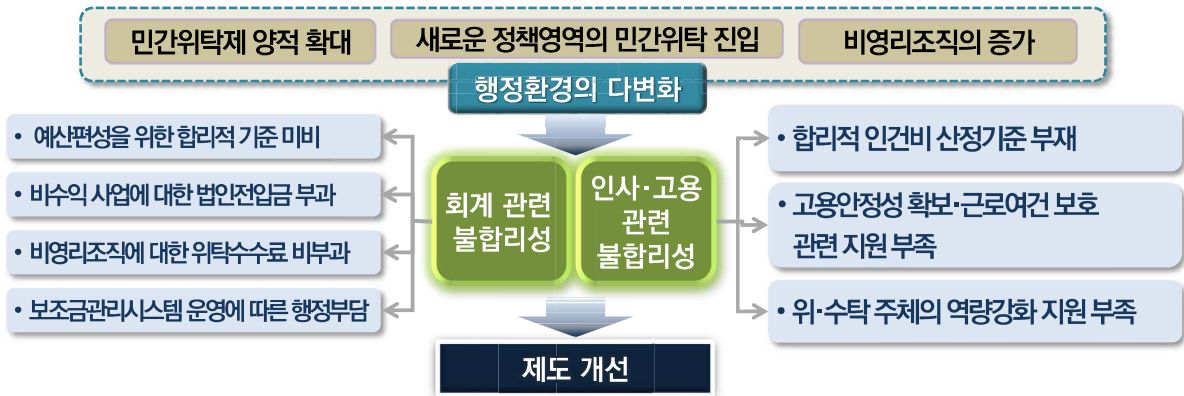 민간위탁제 양적 확대
새로운 정책영역의 민간위탁 진입
비영리조직의 증가
행정환경의 다변화
• 예산편성을 위한 합리적 기준 미비
• 비수익 사업에 대한 법인전입금 부과
• 비영리조직에 대한 위탁수수료 비부과
• 보조금관리시스템 운영에 따른 행정부담
회계 관련
불합리성
인사·고용
관련
불합리성
• 합리적 인건비 산정기준 부재
• 고용안정성 확보·근로여건 보호
관련 지원 부족
• 위·수탁 주체의 역량강화 지원 부족
제도 개선